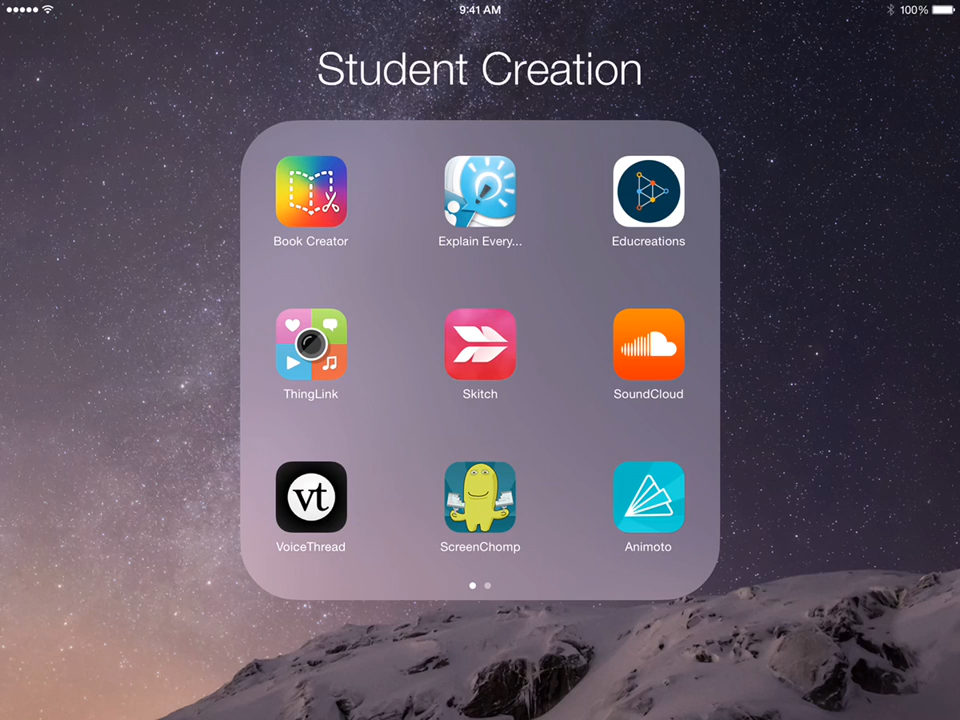 9:41 AM
100%
Student Creation
Book Creator
Explain Every...
Educreations
ThingLink
Skitch
SoundCloud
vt
VoiceThread
ScreenChomp
Animoto